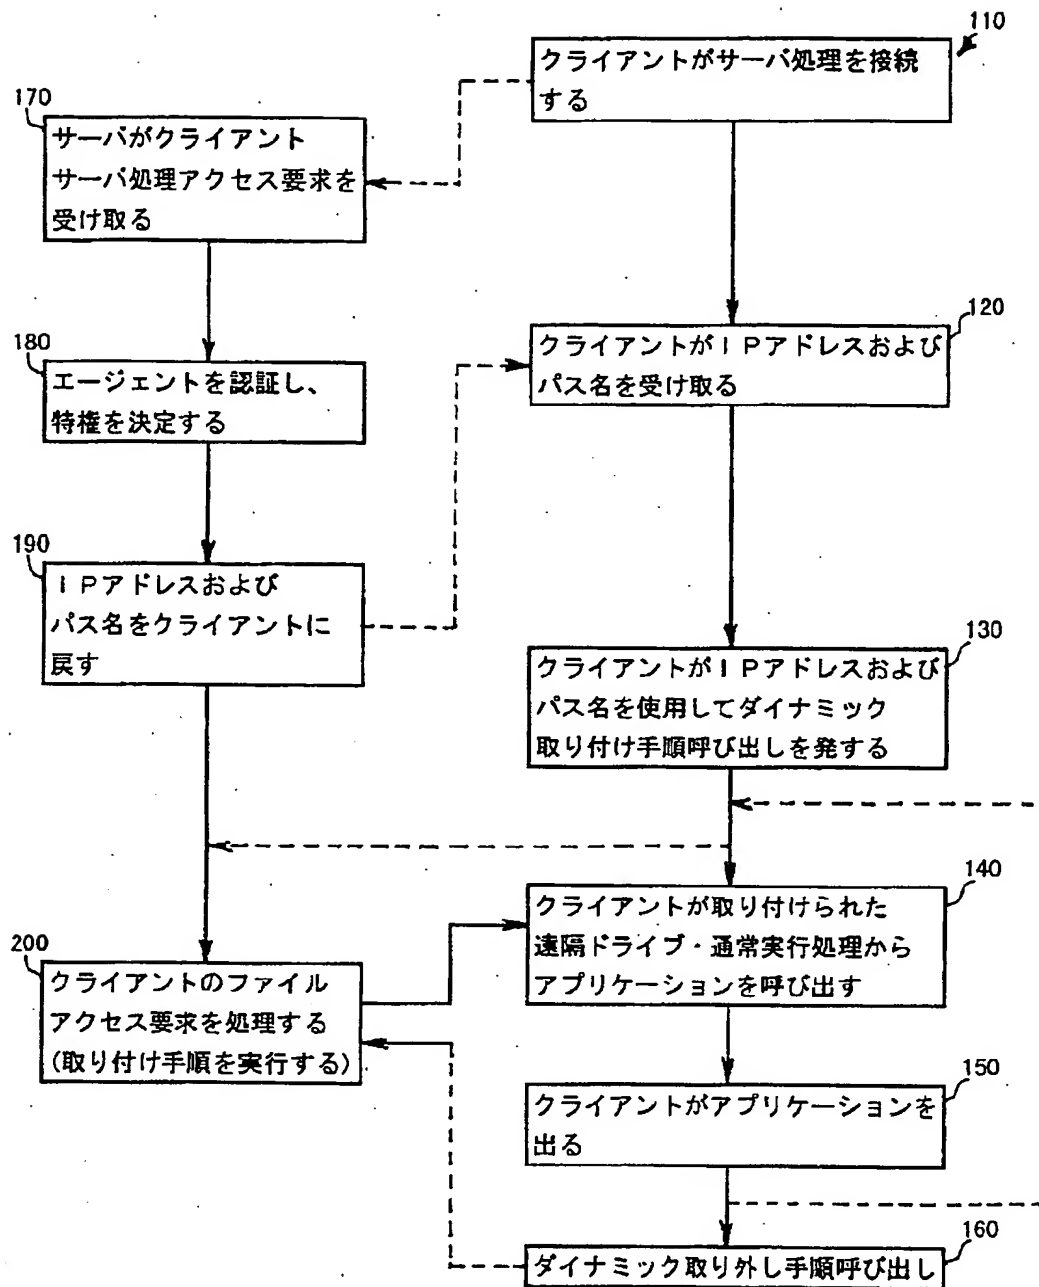 110
クライアントがサーバ処理を接続
する
170
サーバがクライアント
サーバ処理アクセス要求を
受け取る
120
クライアントがIPアドレスおよび
パス名を受け取る
180
エージェントを認証し、
特権を決定する
190
IPアドレスおよび
パス名をクライアントに
戻す
130
クライアントがIPアドレスおよび
パス名を使用してダイナミック
取り付け手順呼び出しを発する
140
クライアントが取り付けられた
遠隔ドライブ・通常実行処理から
アプリケーションを呼び出す
200
クライアントのファイル
アクセス要求を処理する
(取り付け手順を実行する)
150
クライアントがアプリケーションを
出る
160
ダイナミック取り外し手順呼び出し